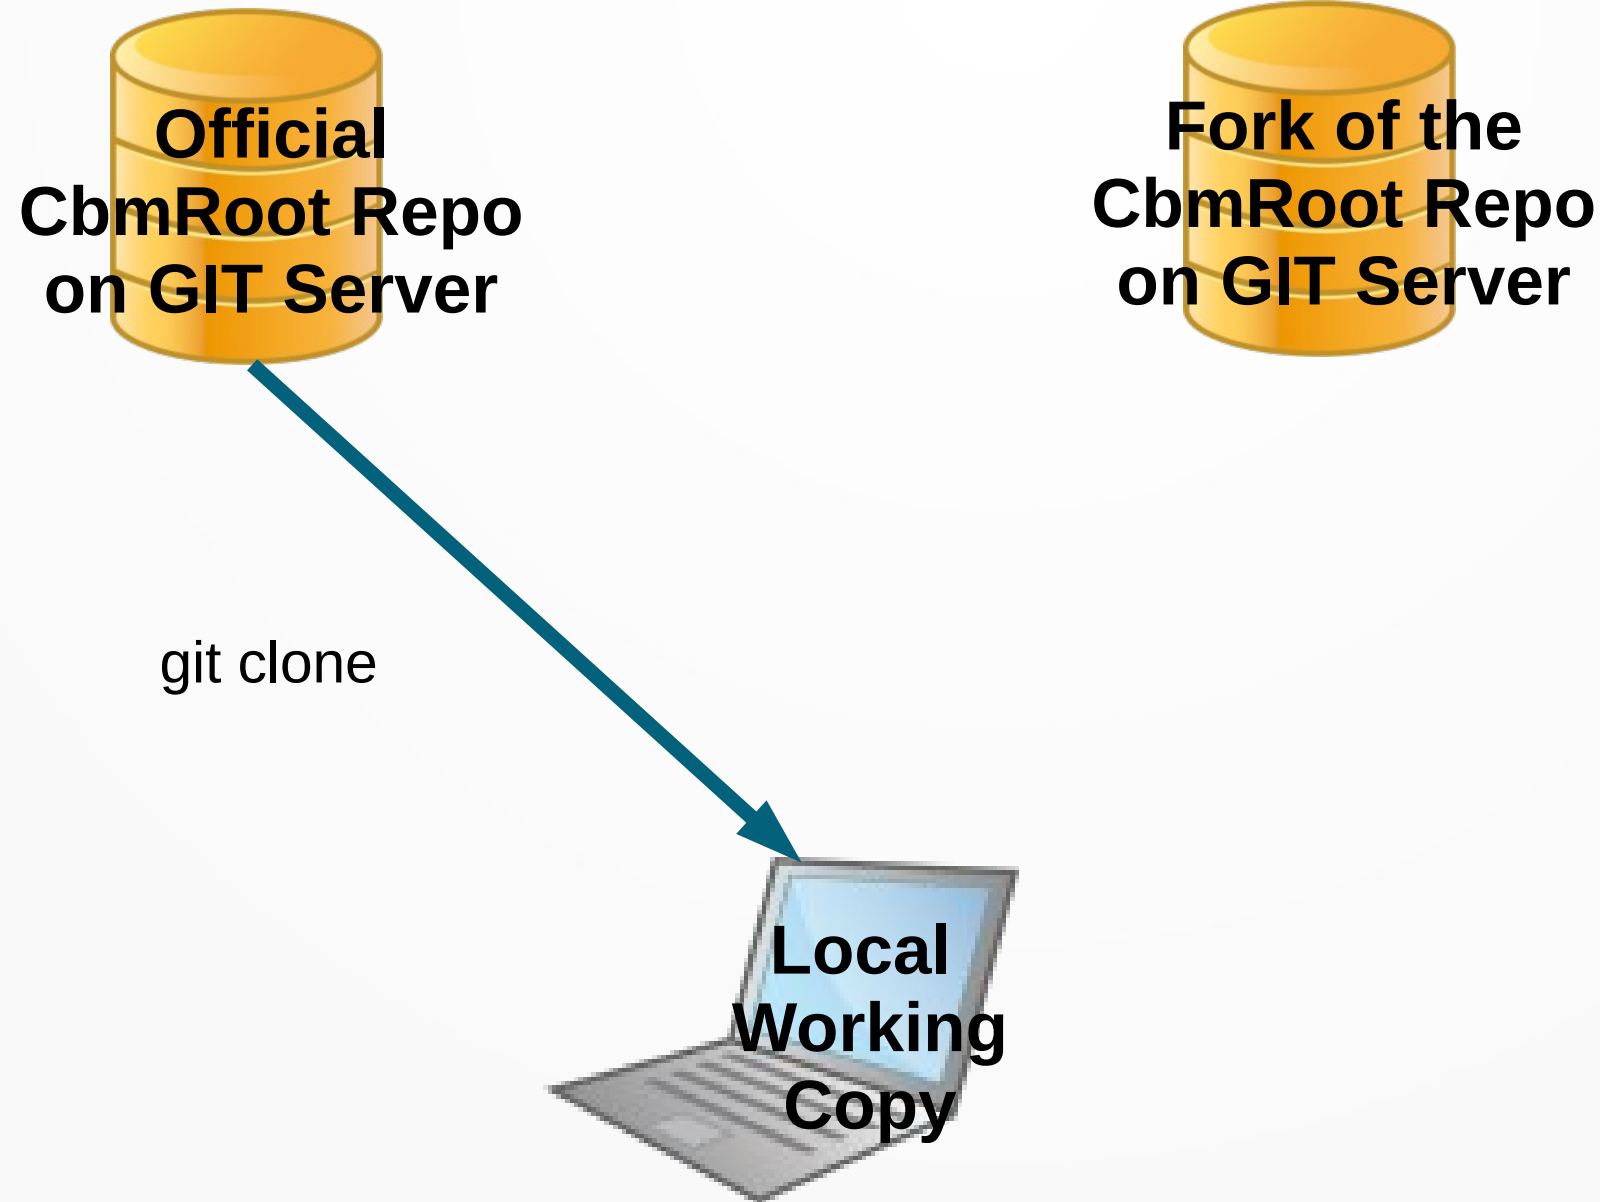 Official
CbmRoot Repo
on GIT Server
Fork of the
CbmRoot Repo
on GIT Server
git clone
Local
Working
Copy